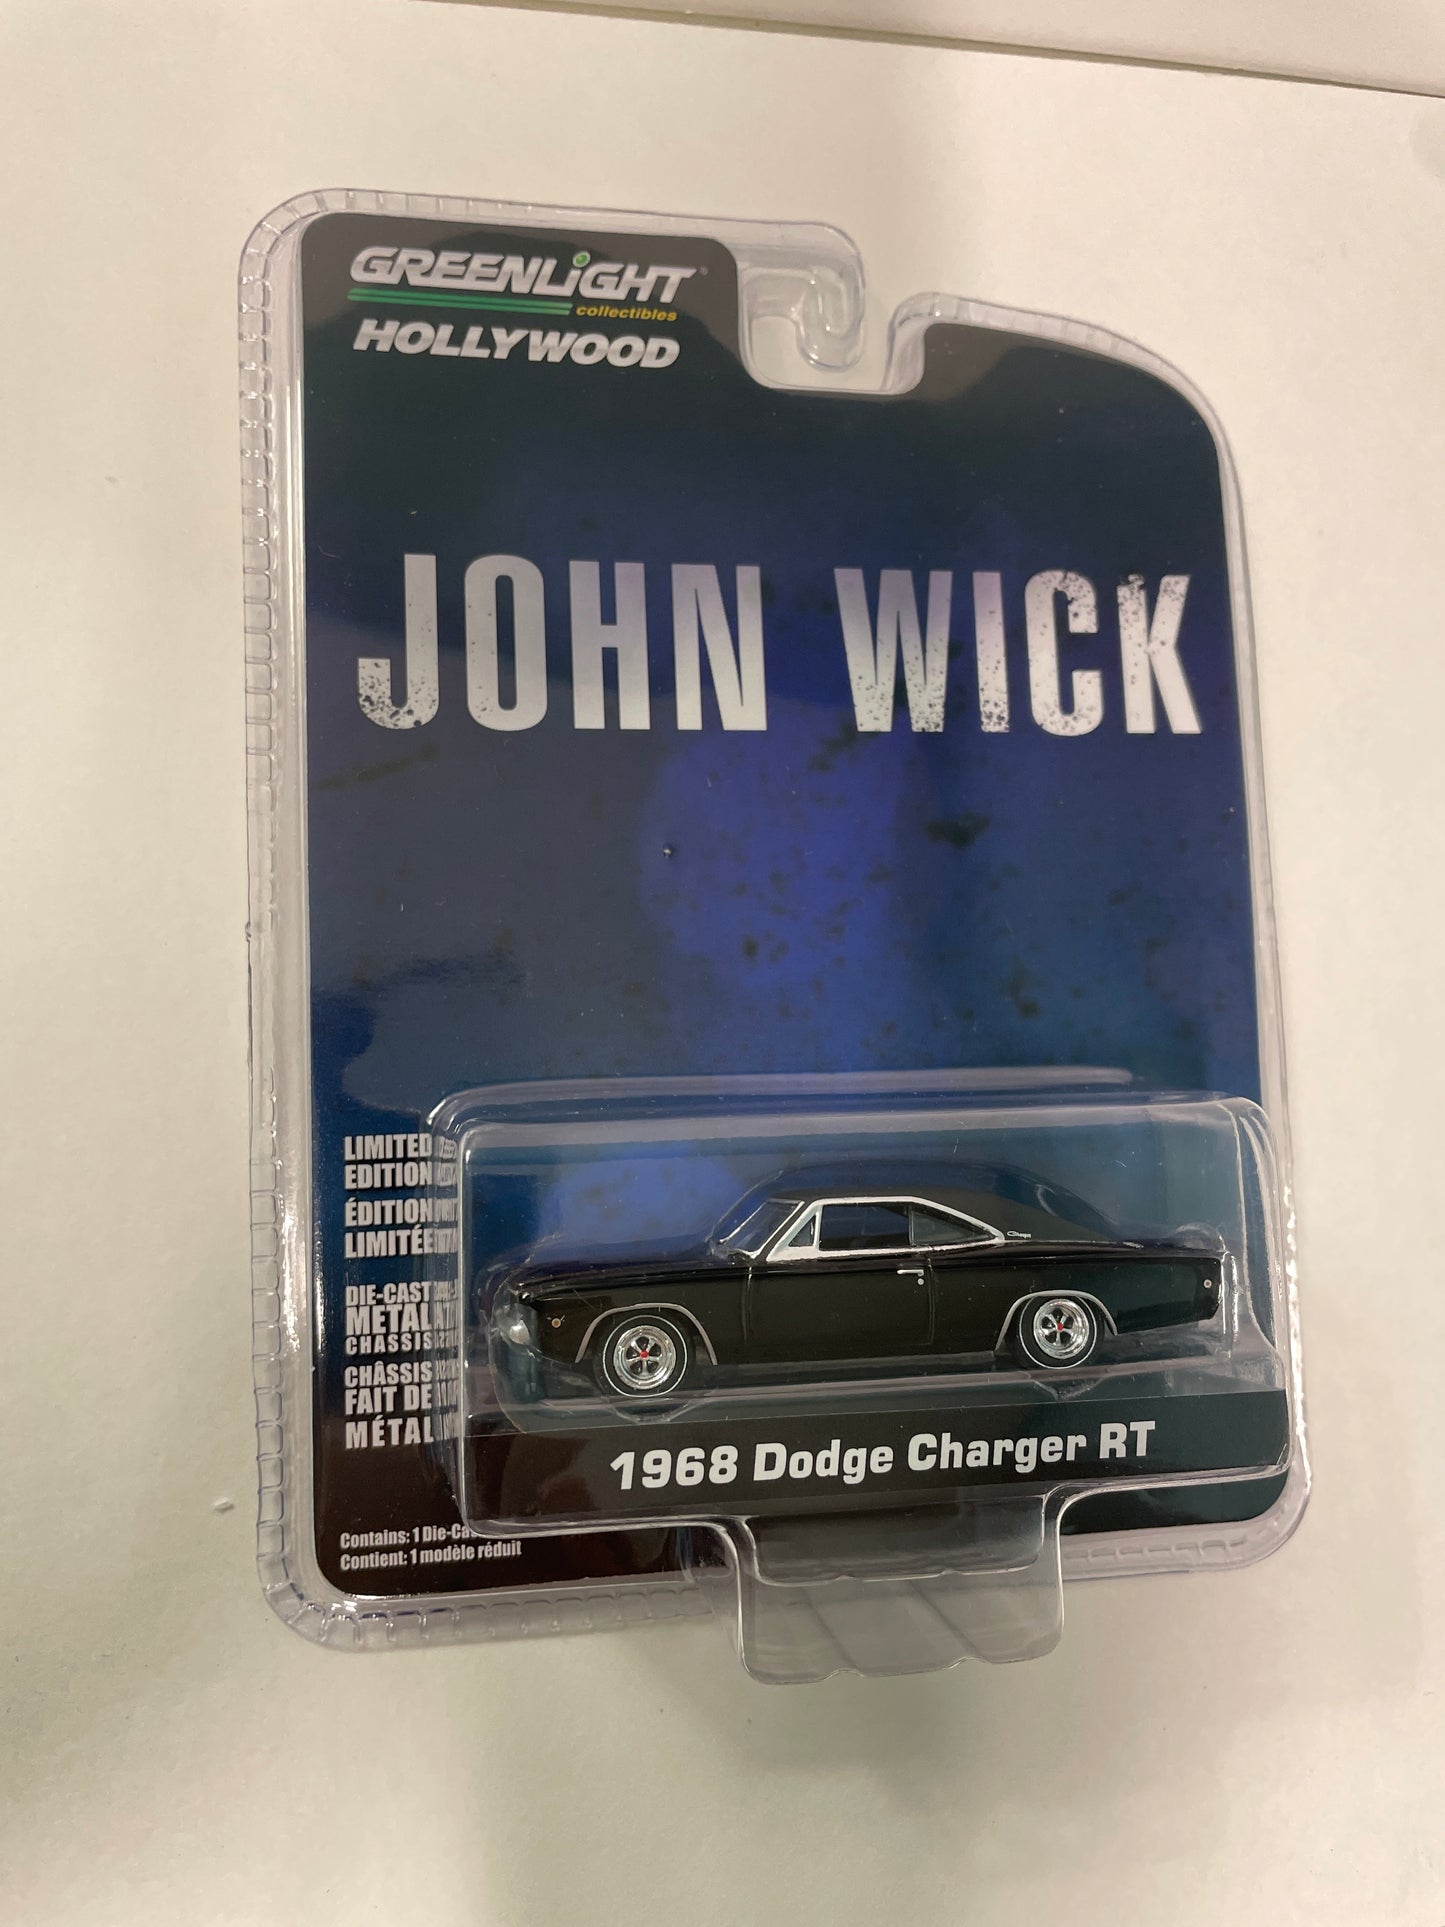 GREENLiGHT
collectibles
HOLLYWOOD
JOHN WICK
LIMITED
EDITION
ÉDITION
LIMITÉE
DIE-CAST
METAL
CHASSIS
CHÂSSIS
FAIT DE
MÉTAL
Charger
1968 Dodge Charger RT
Contains: 1 Die-Ca
Contient: 1 modèle réduit